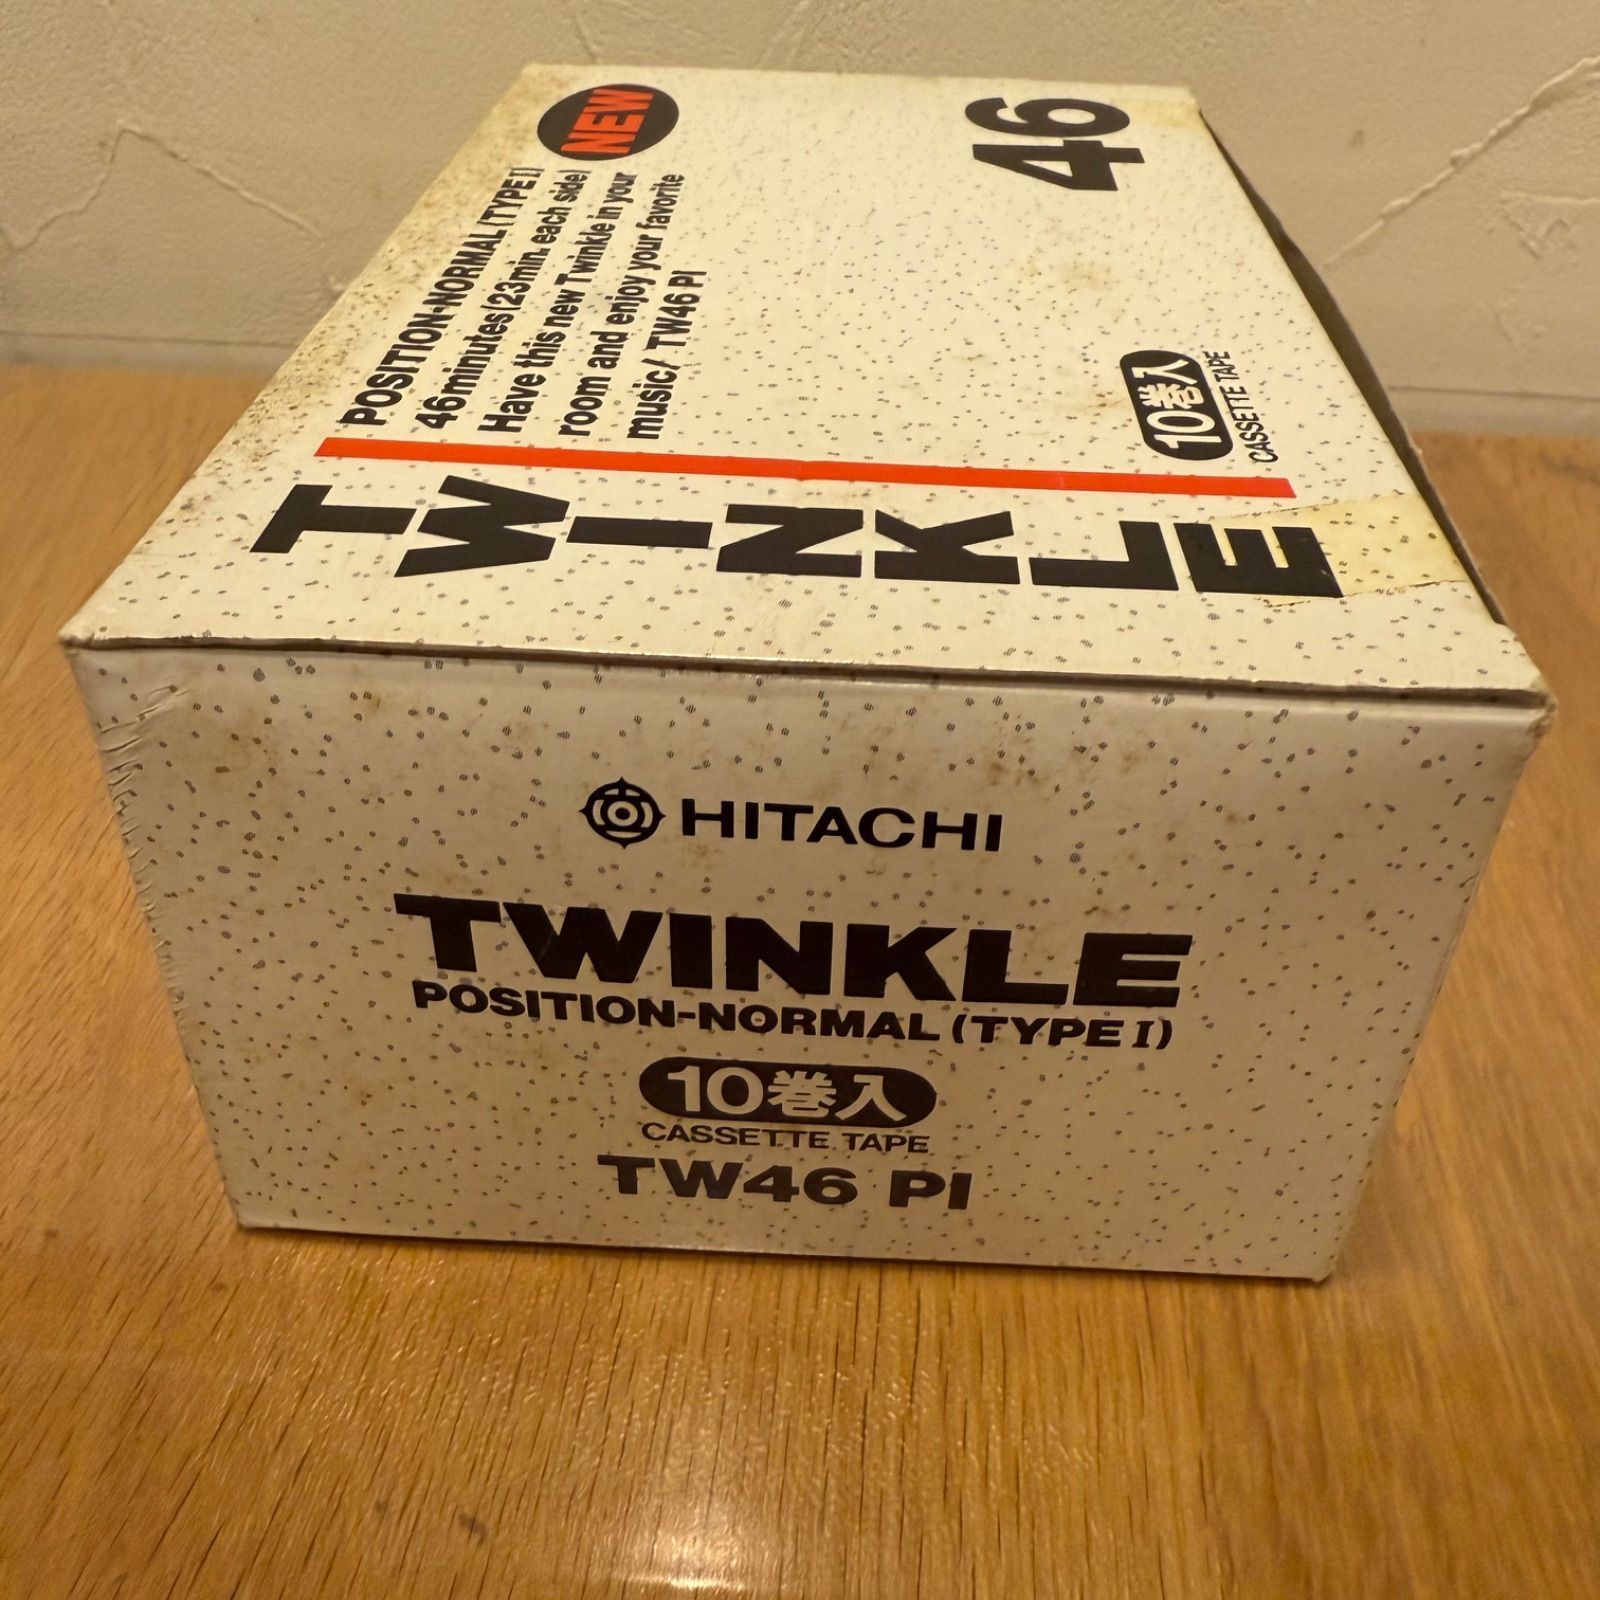 NEW
POSITION·NORMAL (TYPE I)
46minutes (23min. each side)
Have this new Twinkle in your
room and enjoy your favorite
music/ TW46 PI
46
TWINKLE
10巻入
CASSETTE TAPE
HITACHI
TWINKLE
POSITION-NORMAL (TYPE I)
10巻入
CASSETTE TAPE
TW46 PI